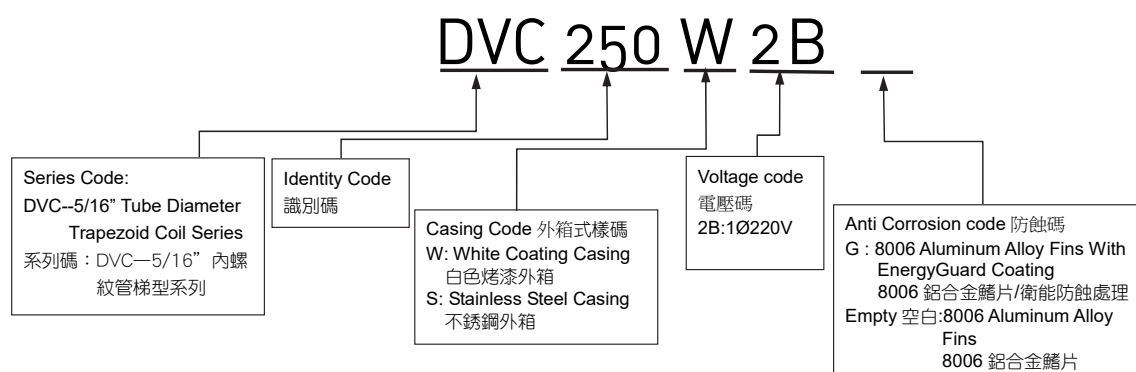 DVC 250 W 2B
Series Code:
DVC--5/16” Tube Diameter
Trapezoid Coil Series
系列碼：DVC—5/16” 內螺
紋管梯型系列
Identity Code
識別碼
Casing Code 外箱式樣碼
W: White Coating Casing
白色烤漆外箱
S: Stainless Steel Casing
不銹鋼外箱
Voltage code
電壓碼
2B:1Ø220V
Anti Corrosion code 防蝕碼
G : 8006 Aluminum Alloy Fins With
EnergyGuard Coating
8006 鋁合金鰭片/衛能防蝕處理
Empty 空白:8006 Aluminum Alloy
Fins
8006 鋁合金鰭片